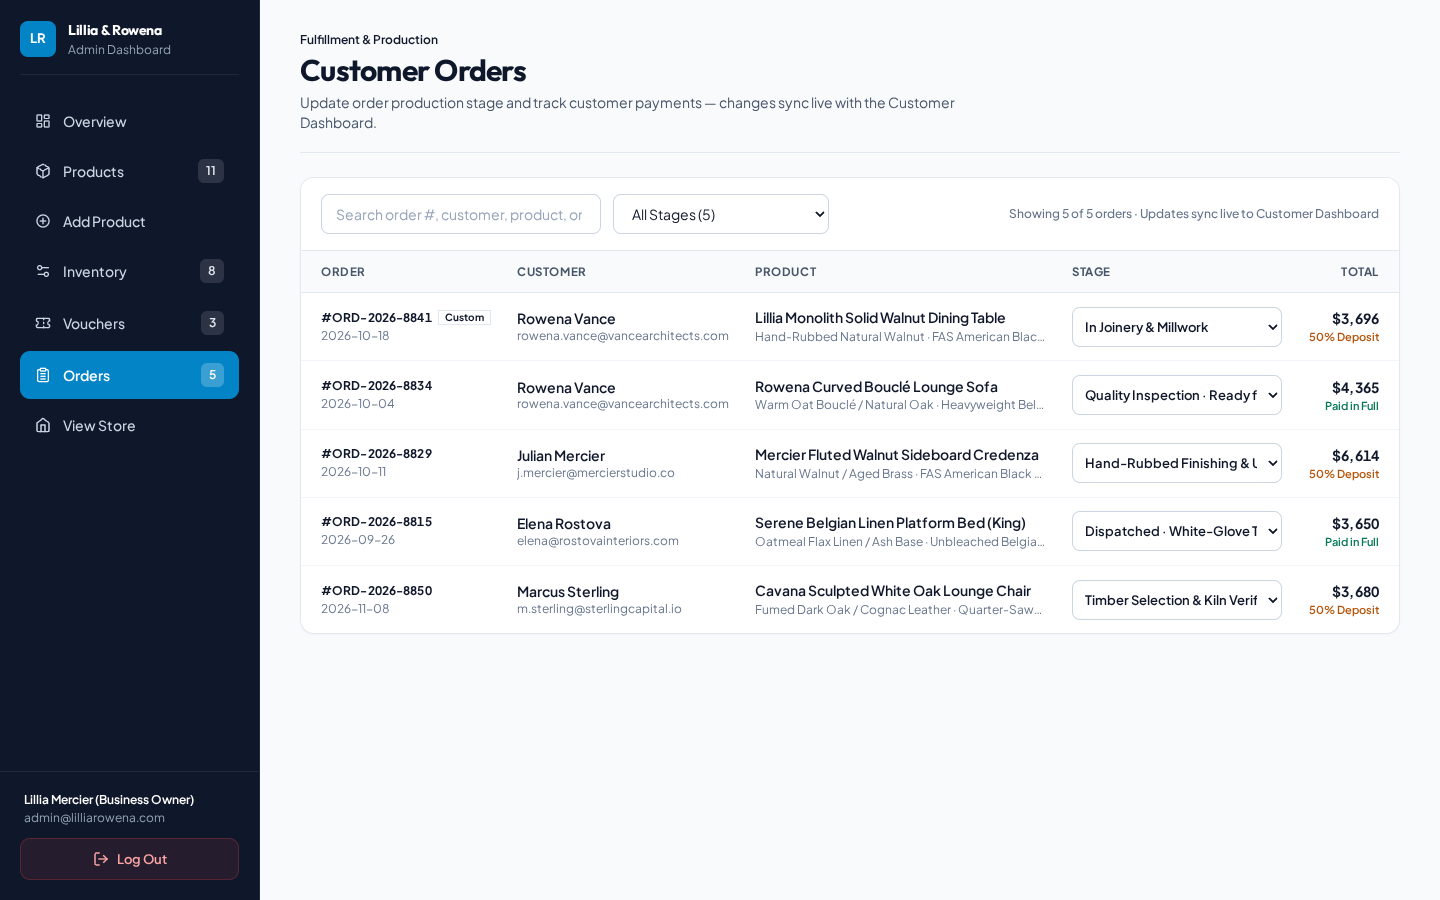 LR
Lillia & Rowena
Admin Dashboard
Overview
Products 11
Add Product
Inventory 8
Vouchers 3
Orders 5
View Store
Lillia Mercier (Business Owner)
admin@lilliarowena.com
Log Out
Fulfillment & Production
Customer Orders
Update order production stage and track customer payments — changes sync live with the Customer
Dashboard.
Search order #, customer, product, or
All Stages (5)
Showing 5 of 5 orders · Updates sync live to Customer Dashboard
ORDER CUSTOMER PRODUCT STAGE TOTAL
#ORD-2026-8841 Custom Rowena Vance Lillia Monolith Solid Walnut Dining Table In Joinery & Millwork $3,696
2026-10-18 rowena.vance@vancearchitects.com Hand-Rubbed Natural Walnut · FAS American Blac... 50% Deposit
#ORD-2026-8834 Rowena Vance Rowena Curved Bouclé Lounge Sofa Quality Inspection · Ready f $4,365
2026-10-04 rowena.vance@vancearchitects.com Warm Oat Bouclé / Natural Oak · Heavyweight Bel... Paid in Full
#ORD-2026-8829 Julian Mercier Mercier Fluted Walnut Sideboard Credenza Hand-Rubbed Finishing & U $6,614
2026-10-11 j.mercier@mercierstudio.co Natural Walnut / Aged Brass · FAS American Black ... 50% Deposit
#ORD-2026-8815 Elena Rostova Serene Belgian Linen Platform Bed (King) Dispatched · White-Glove T $3,650
2026-09-26 elena@rostovainteriors.com Oatmeal Flax Linen / Ash Base · Unbleached Belgia... Paid in Full
#ORD-2026-8850 Marcus Sterling Cavana Sculpted White Oak Lounge Chair Timber Selection & Kiln Verif $3,680
2026-11-08 m.sterling@sterlingcapital.io Fumed Dark Oak / Cognac Leather · Quarter-Saw... 50% Deposit